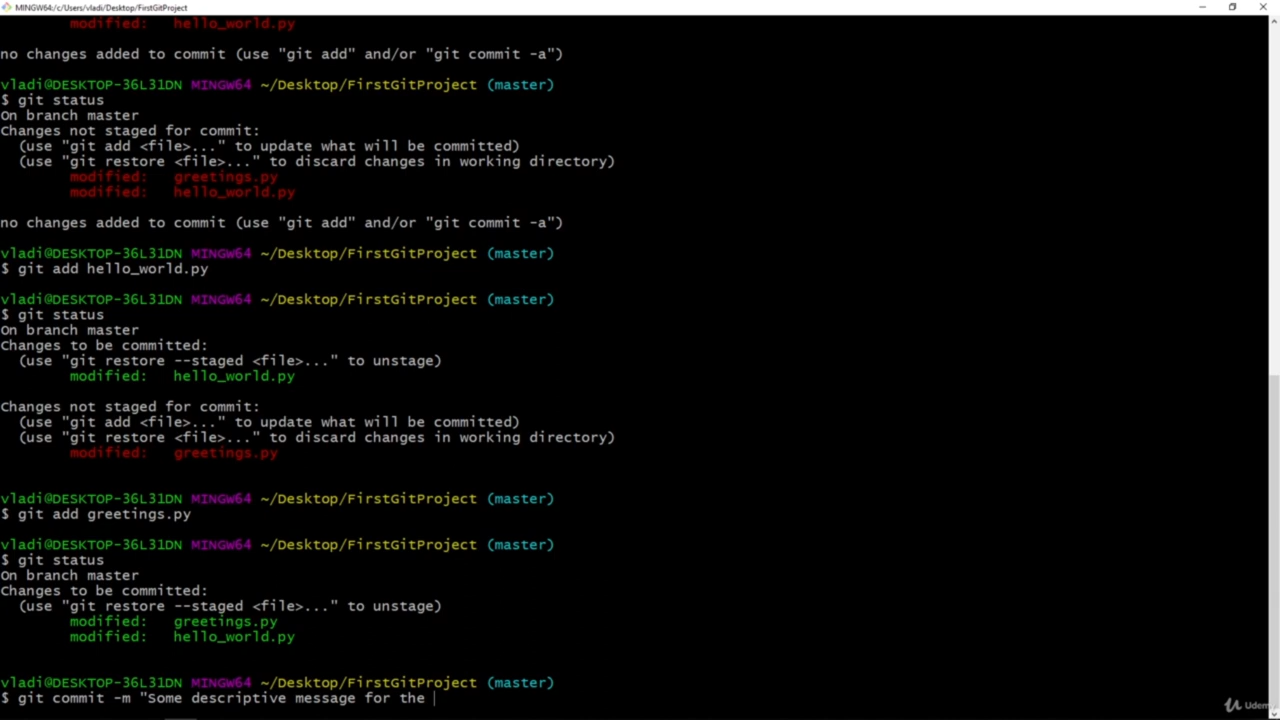 MINGW64:/c/Users/vladi/Desktop/FirstGitProject
modified:   hello_world.py
no changes added to commit (use "git add" and/or "git commit -a")
vladi@DESKTOP-36L31DN MINGW64 ~/Desktop/FirstGitProject (master)
$ git status
On branch master
Changes not staged for commit:
  (use "git add <file>..." to update what will be committed)
  (use "git restore <file>..." to discard changes in working directory)
        modified:   greetings.py
        modified:   hello_world.py
no changes added to commit (use "git add" and/or "git commit -a")
vladi@DESKTOP-36L31DN MINGW64 ~/Desktop/FirstGitProject (master)
$ git add hello_world.py
vladi@DESKTOP-36L31DN MINGW64 ~/Desktop/FirstGitProject (master)
$ git status
On branch master
Changes to be committed:
  (use "git restore --staged <file>..." to unstage)
        modified:   hello_world.py
Changes not staged for commit:
  (use "git add <file>..." to update what will be committed)
  (use "git restore <file>..." to discard changes in working directory)
        modified:   greetings.py
vladi@DESKTOP-36L31DN MINGW64 ~/Desktop/FirstGitProject (master)
$ git add greetings.py
vladi@DESKTOP-36L31DN MINGW64 ~/Desktop/FirstGitProject (master)
$ git status
On branch master
Changes to be committed:
  (use "git restore --staged <file>..." to unstage)
        modified:   greetings.py
        modified:   hello_world.py
vladi@DESKTOP-36L31DN MINGW64 ~/Desktop/FirstGitProject (master)
$ git commit -m "Some descriptive message for the
Udemy